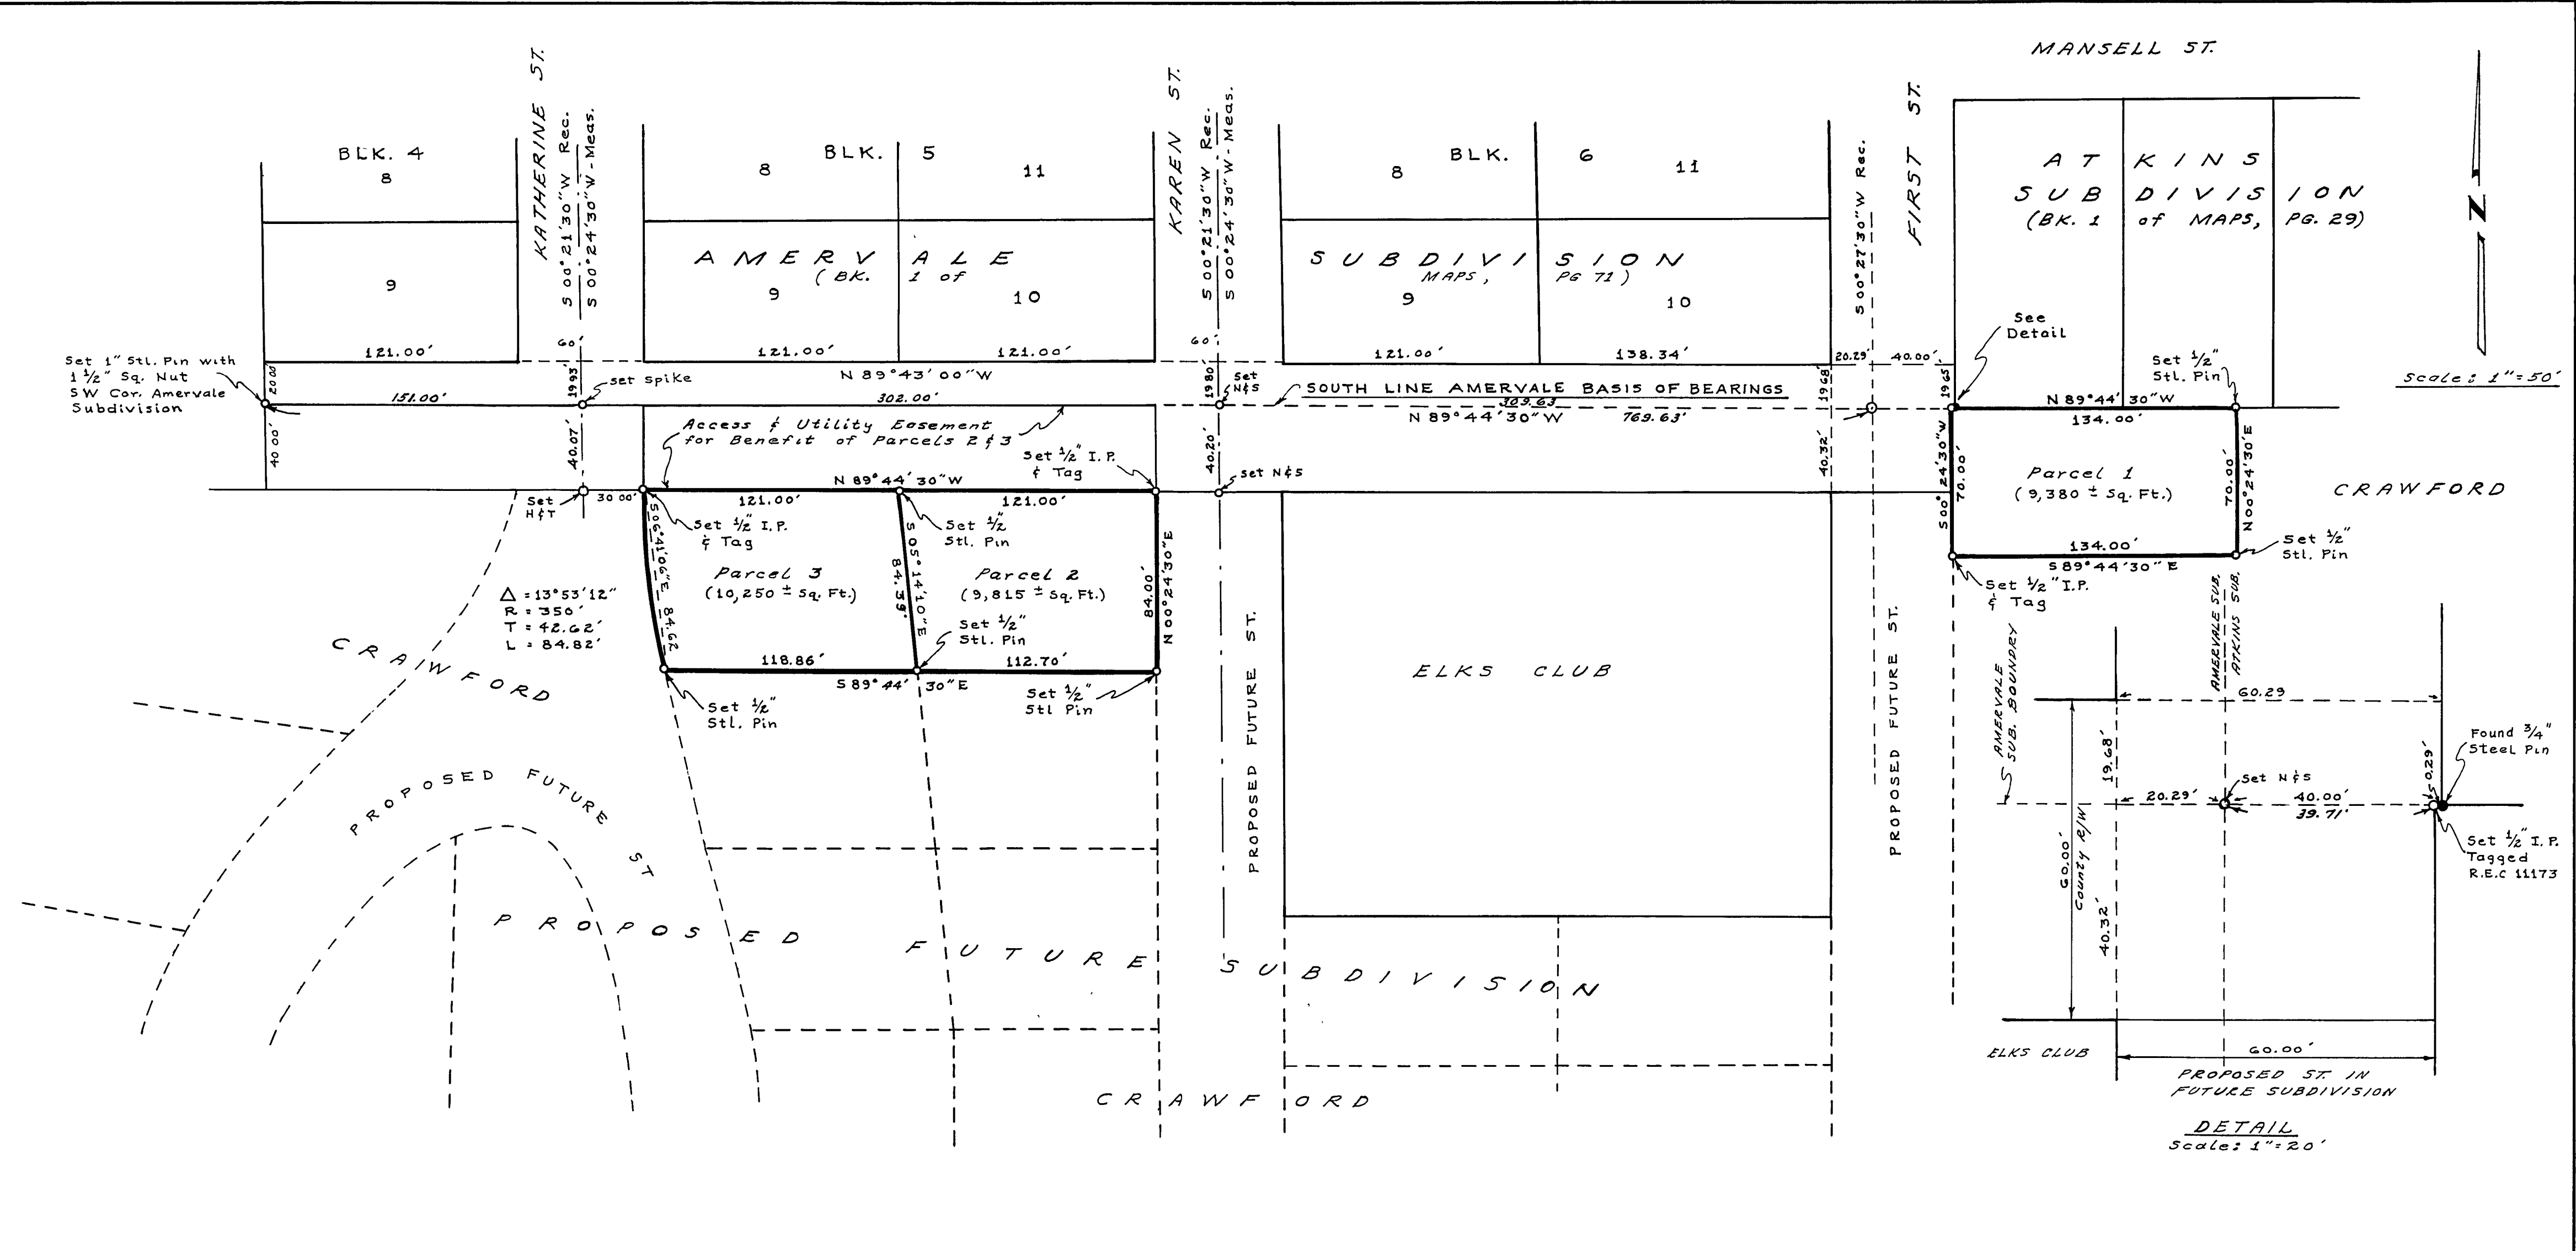 MANSELL ST.
KATHERINE ST.
S 00°21'30"W Rec.
S 00°24'30"W-Meas.
KAREN ST.
S 00°21'30"W Rec.
S 00°24'30"W-Meas.
S 00°27'30"W Rec.
FIRST ST.
BLK. 4
8
9
121.00'
BLK. 5
8
11
AMERVALE
(BK. 1 of
9
10
121.00'
121.00'
BLK. 6
8
11
SUBDIVISION
MAPS, PG 71)
9
10
121.00'
138.34'
ATKINS
SUBDIVISION
(BK. 1 of MAPS, PG. 29)
N
Scale: 1"=50'
See
Detail
Set 1/2"
Stl. Pin
60'
60'
20.29'
40.00'
N 89°43'00"W
Set 1" Stl. Pin with
1 1/2" Sq. Nut
SW Cor. Amervale
Subdivision
20.00
19.93'
set spike
19.80'
Set
N&S
19.68'
19.65'
151.00'
302.00'
SOUTH LINE AMERVALE BASIS OF BEARINGS
309.63
N 89°44'30"W 769.63'
40.00'
40.07'
40.20'
40.32'
Access & Utility Easement
for Benefit of Parcels 2 & 3
Set 1/2" I.P.
& Tag
set N&S
Set
H&T
30.00'
N 89°44'30"W
121.00'
121.00'
Set 1/2" I.P.
& Tag
Set 1/2
Stl. Pin
S06°41'06"E 84.62
S 05°14'10"E
84.39'
84.00'
N 00°24'30"E
Parcel 3
(10,250 ± Sq. Ft.)
Parcel 2
(9,815 ± Sq. Ft.)
Set 1/2"
Stl. Pin
118.86'
112.70'
S 89°44'30"E
Set 1/2"
Stl. Pin
Set 1/2"
Stl Pin
Δ = 13°53'12"
R = 350'
T = 42.62'
L = 84.82'
CRAWFORD
N 89°44'30"W
134.00'
S 00°24'30"W
70.00'
Parcel 1
(9,380 ± Sq. Ft.)
70.00'
N00°24'30"E
134.00'
S89°44'30"E
Set 1/2" I.P.
& Tag
Set 1/2"
Stl. Pin
CRAWFORD
ELKS CLUB
PROPOSED FUTURE ST.
PROPOSED FUTURE ST.
PROPOSED FUTURE ST
PROPOSED FUTURE SUBDIVISION
CRAWFORD
AMERVALE
SUB. BOUNDRY
AMERVALE SUB.
ATKINS SUB.
60.29
Found 3/4"
Steel Pin
19.68'
0.29'
Set N&S
20.29'
40.00'
39.71'
60.00'
County R/W
40.32'
Set 1/2" I.P.
Tagged
R.E.C 11173
ELKS CLUB
60.00'
PROPOSED ST. IN
FUTURE SUBDIVISION
DETAIL
Scale: 1"=20'